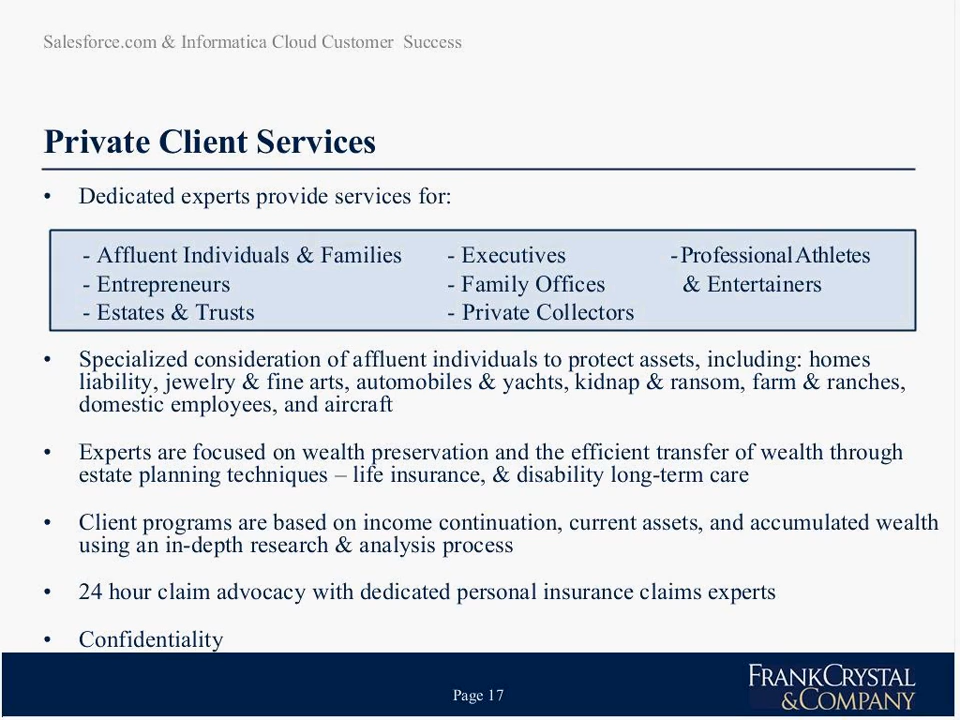 Salesforce.com & Informatica Cloud Customer Success
Private Client Services
• Dedicated experts provide services for:
- Affluent Individuals & Families - Executives - Professional Athletes
- Entrepreneurs - Family Offices & Entertainers
- Estates & Trusts - Private Collectors
• Specialized consideration of affluent individuals to protect assets, including: homes
liability, jewelry & fine arts, automobiles & yachts, kidnap & ransom, farm & ranches,
domestic employees, and aircraft
• Experts are focused on wealth preservation and the efficient transfer of wealth through
estate planning techniques – life insurance, & disability long-term care
• Client programs are based on income continuation, current assets, and accumulated wealth
using an in-depth research & analysis process
• 24 hour claim advocacy with dedicated personal insurance claims experts
• Confidentiality
Page 17
FRANKCRYSTAL
&COMPANY